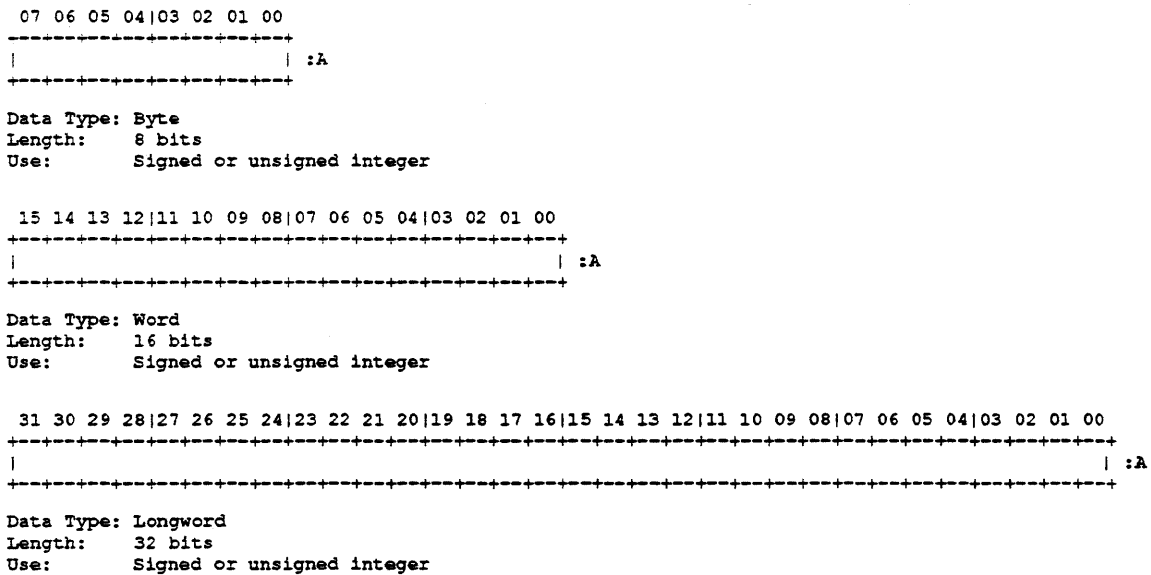 07 06 05 04|03 02 01 00
+--+--+--+--+--+--+--+--+
|                       | :A
+--+--+--+--+--+--+--+--+
Data Type: Byte
Length: 8 bits
Use: Signed or unsigned integer
15 14 13 12|11 10 09 08|07 06 05 04|03 02 01 00
+--+--+--+--+--+--+--+--+--+--+--+--+--+--+--+--+
|                                               | :A
+--+--+--+--+--+--+--+--+--+--+--+--+--+--+--+--+
Data Type: Word
Length: 16 bits
Use: Signed or unsigned integer
31 30 29 28|27 26 25 24|23 22 21 20|19 18 17 16|15 14 13 12|11 10 09 08|07 06 05 04|03 02 01 00
+--+--+--+--+--+--+--+--+--+--+--+--+--+--+--+--+--+--+--+--+--+--+--+--+--+--+--+--+--+--+--+--+
|                                                                                               | :A
+--+--+--+--+--+--+--+--+--+--+--+--+--+--+--+--+--+--+--+--+--+--+--+--+--+--+--+--+--+--+--+--+
Data Type: Longword
Length: 32 bits
Use: Signed or unsigned integer